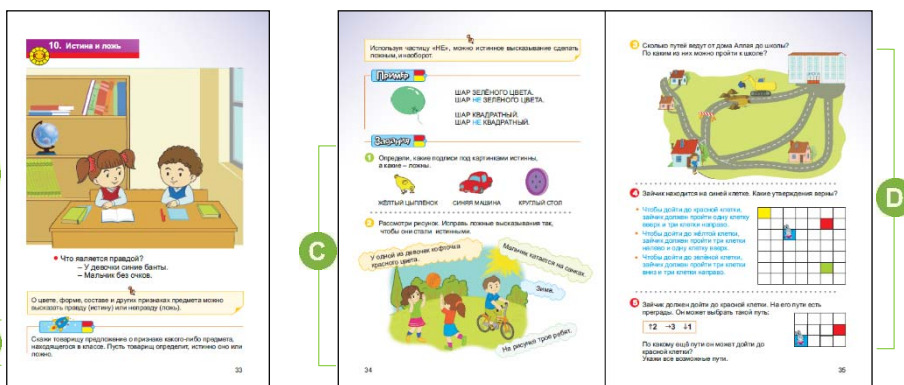 10. Истина и ложь
• Что является правдой?
– У девочки синие банты.
– Мальчик без очков.
О цвете, форме, составе и других признаках предмета можно
высказать правду (истину) или неправду (ложь).
Скажи товарищу предложение о признаке какого-либо предмета,
находящегося в классе. Пусть товарищ определит, истинно оно или
ложно.
33
C
Используя частицу «НЕ», можно истинное высказывание сделать
ложным, и наоборот.
Пример
ШАР ЗЕЛЁНОГО ЦВЕТА.
ШАР НЕ ЗЕЛЁНОГО ЦВЕТА.
ШАР КВАДРАТНЫЙ.
ШАР НЕ КВАДРАТНЫЙ.
1 Определи, какие подписи под картинками истинны,
а какие – ложны.
ЖЁЛТЫЙ ЦЫПЛЁНОК
СИНЯЯ МАШИНА
КРУГЛЫЙ СТОЛ
2 Рассмотри рисунок. Исправь ложные высказывания так,
чтобы они стали истинными.
У одной из девочек кофточка
красного цвета.
Мальчик катается на санках.
Зима.
На рисунке трое ребят.
34
3 Сколько путей ведут от дома Аллая до школы?
По каким из них можно пройти к школе?
4 Зайчик находится на синей клетке. Какие утверждения верны?
• Чтобы дойти до красной клетки,
зайчик должен пройти одну клетку
вверх и три клетки направо.
• Чтобы дойти до жёлтой клетки,
зайчик должен пройти три клетки
налево и одну клетку вверх.
• Чтобы дойти до зелёной клетки,
зайчик должен пройти три клетки
вниз и три клетки направо.
5 Зайчик должен дойти до красной клетки. На его пути есть
преграды. Он может выбрать такой путь:
↑2 →3 ↓1
По какому ещё пути он может дойти до
красной клетки?
Укажи все возможные пути.
35
D